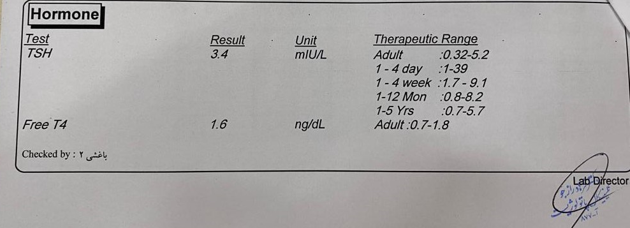 Hormone
Test Result Unit Therapeutic Range
TSH 3.4 mIU/L Adult :0.32-5.2
1 - 4 day :1-39
1 - 4 week :1.7 - 9.1
1-12 Mon :0.8-8.2
1-5 Yrs :0.7-5.7
Free T4 1.6 ng/dL Adult :0.7-1.8
Checked by : باغشی ۲
Lab Director